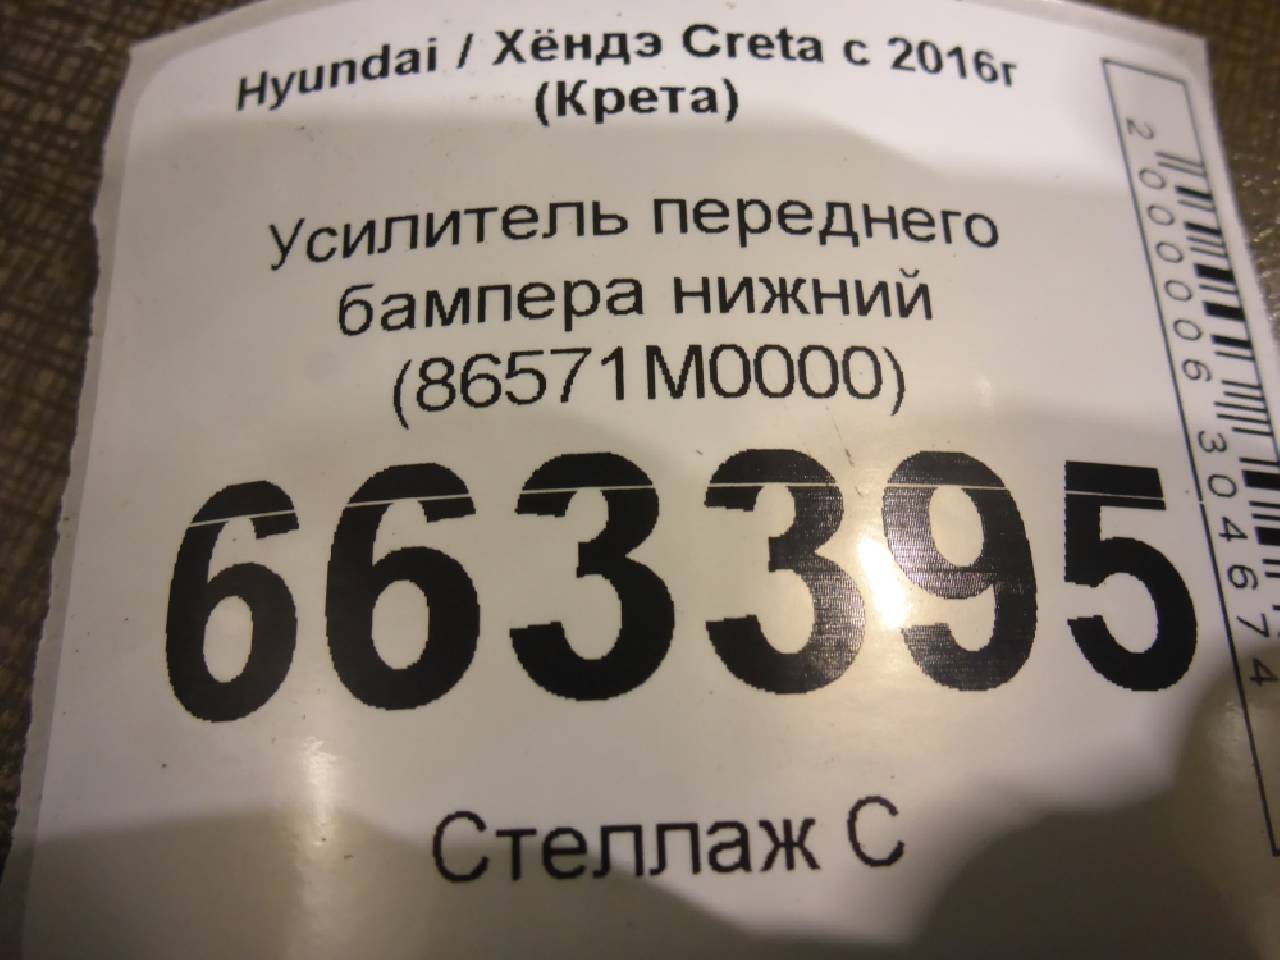 Hyundai / Хёндэ Creta с 2016г
(Крета)
Усилитель переднего
бампера нижний
(86571M0000)
663395
Стеллаж С
2000006304674